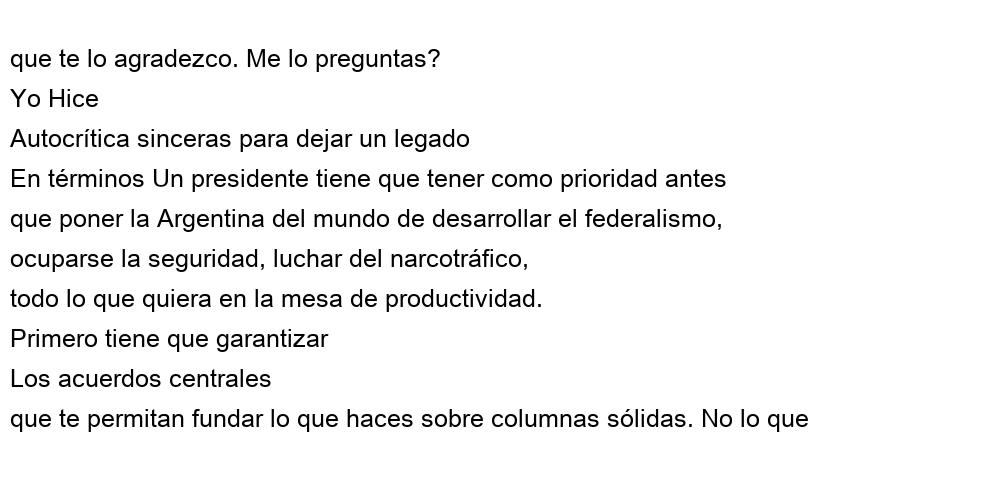 que te lo agradezco. Me lo preguntas?
Yo Hice
Autocrítica sinceras para dejar un legado
En términos Un presidente tiene que tener como prioridad antes
que poner la Argentina del mundo de desarrollar el federalismo,
ocuparse la seguridad, luchar del narcotráfico,
todo lo que quiera en la mesa de productividad.
Primero tiene que garantizar
Los acuerdos centrales
que te permitan fundar lo que haces sobre columnas sólidas. No lo que